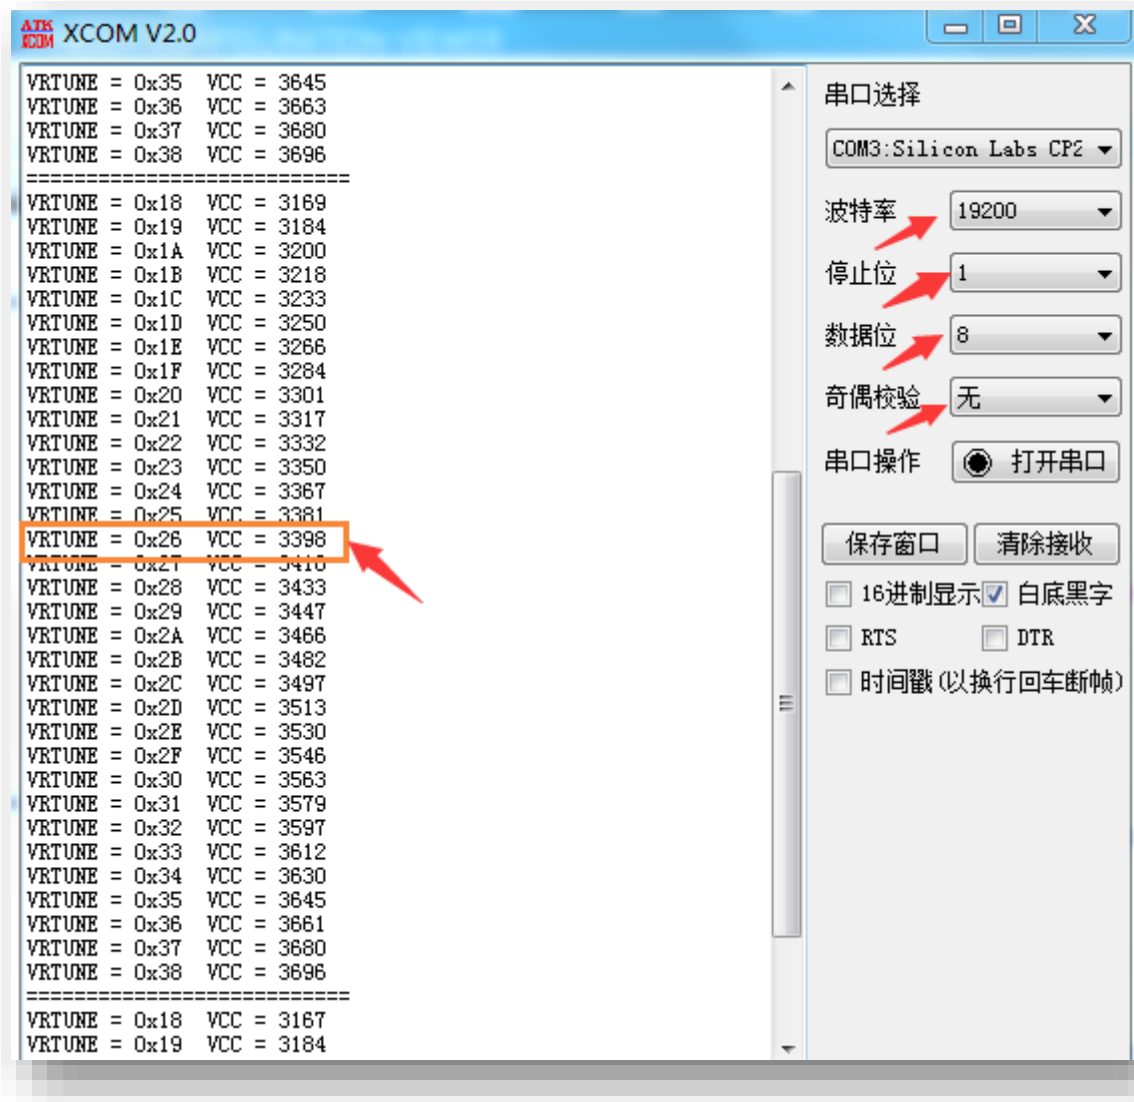 ATK
XCOM
XCOM V2.0
VRTUNE = 0x35 VCC = 3645
VRTUNE = 0x36 VCC = 3663
VRTUNE = 0x37 VCC = 3680
VRTUNE = 0x38 VCC = 3696
===========================
VRTUNE = 0x18 VCC = 3169
VRTUNE = 0x19 VCC = 3184
VRTUNE = 0x1A VCC = 3200
VRTUNE = 0x1B VCC = 3218
VRTUNE = 0x1C VCC = 3233
VRTUNE = 0x1D VCC = 3250
VRTUNE = 0x1E VCC = 3266
VRTUNE = 0x1F VCC = 3284
VRTUNE = 0x20 VCC = 3301
VRTUNE = 0x21 VCC = 3317
VRTUNE = 0x22 VCC = 3332
VRTUNE = 0x23 VCC = 3350
VRTUNE = 0x24 VCC = 3367
VRTUNE = 0x25 VCC = 3381
VRTUNE = 0x26 VCC = 3398
VRTUNE = 0x27 VCC =
VRTUNE = 0x28 VCC = 3433
VRTUNE = 0x29 VCC = 3447
VRTUNE = 0x2A VCC = 3466
VRTUNE = 0x2B VCC = 3482
VRTUNE = 0x2C VCC = 3497
VRTUNE = 0x2D VCC = 3513
VRTUNE = 0x2E VCC = 3530
VRTUNE = 0x2F VCC = 3546
VRTUNE = 0x30 VCC = 3563
VRTUNE = 0x31 VCC = 3579
VRTUNE = 0x32 VCC = 3597
VRTUNE = 0x33 VCC = 3612
VRTUNE = 0x34 VCC = 3630
VRTUNE = 0x35 VCC = 3645
VRTUNE = 0x36 VCC = 3661
VRTUNE = 0x37 VCC = 3680
VRTUNE = 0x38 VCC = 3696
===========================
VRTUNE = 0x18 VCC = 3167
VRTUNE = 0x19 VCC = 3184
串口选择
COM3:Silicon Labs CP2
波特率 19200
停止位 1
数据位 8
奇偶校验 无
串口操作 打开串口
保存窗口 清除接收
16进制显示 白底黑字
RTS DTR
时间戳(以换行回车断帧)